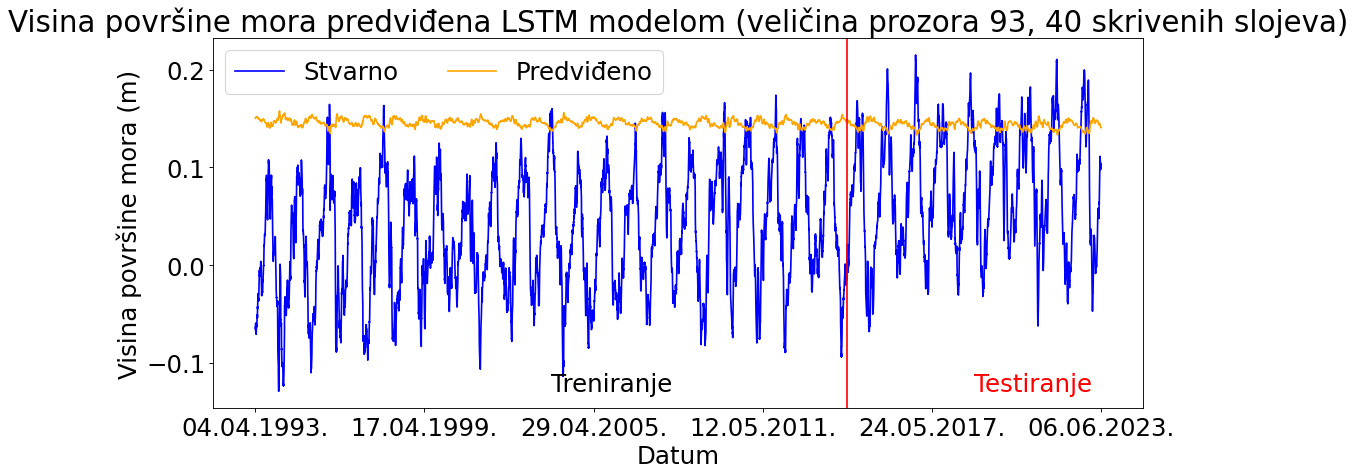 Visina površine mora predviđena LSTM modelom (veličina prozora 93, 40 skrivenih slojeva)
Stvarno
Predviđeno
Visina površine mora (m)
0.2
0.1
0.0
−0.1
Treniranje
Testiranje
04.04.1993.
17.04.1999.
29.04.2005.
12.05.2011.
24.05.2017.
06.06.2023.
Datum